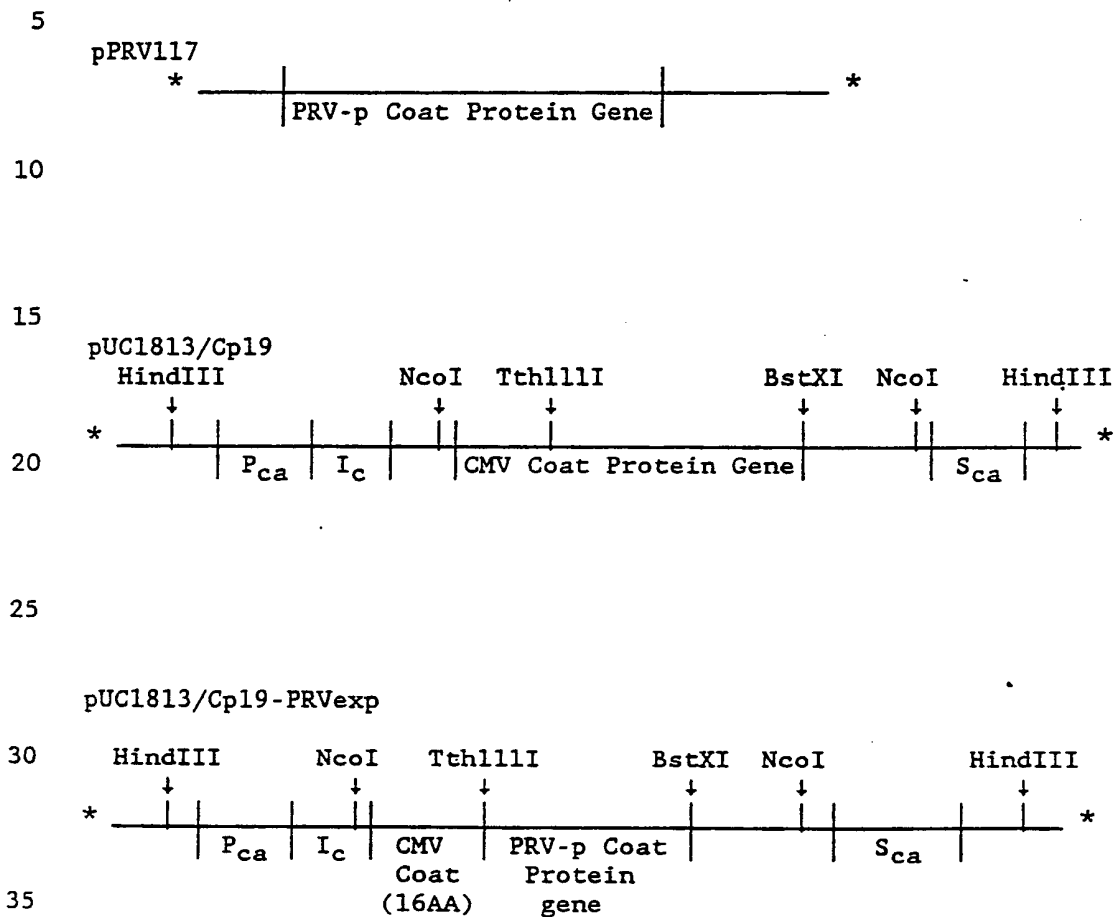 5
pPRV117
* *
PRV-p Coat Protein Gene
10
15
pUC1813/Cp19
HindIII NcoI Tth111I BstXI NcoI HindIII
* *
20
Pca Ic CMV Coat Protein Gene Sca
25
pUC1813/Cp19-PRVexp
30
HindIII NcoI Tth111I BstXI NcoI HindIII
* *
Pca Ic CMV PRV-p Coat Sca
Coat Protein
35 (16AA) gene